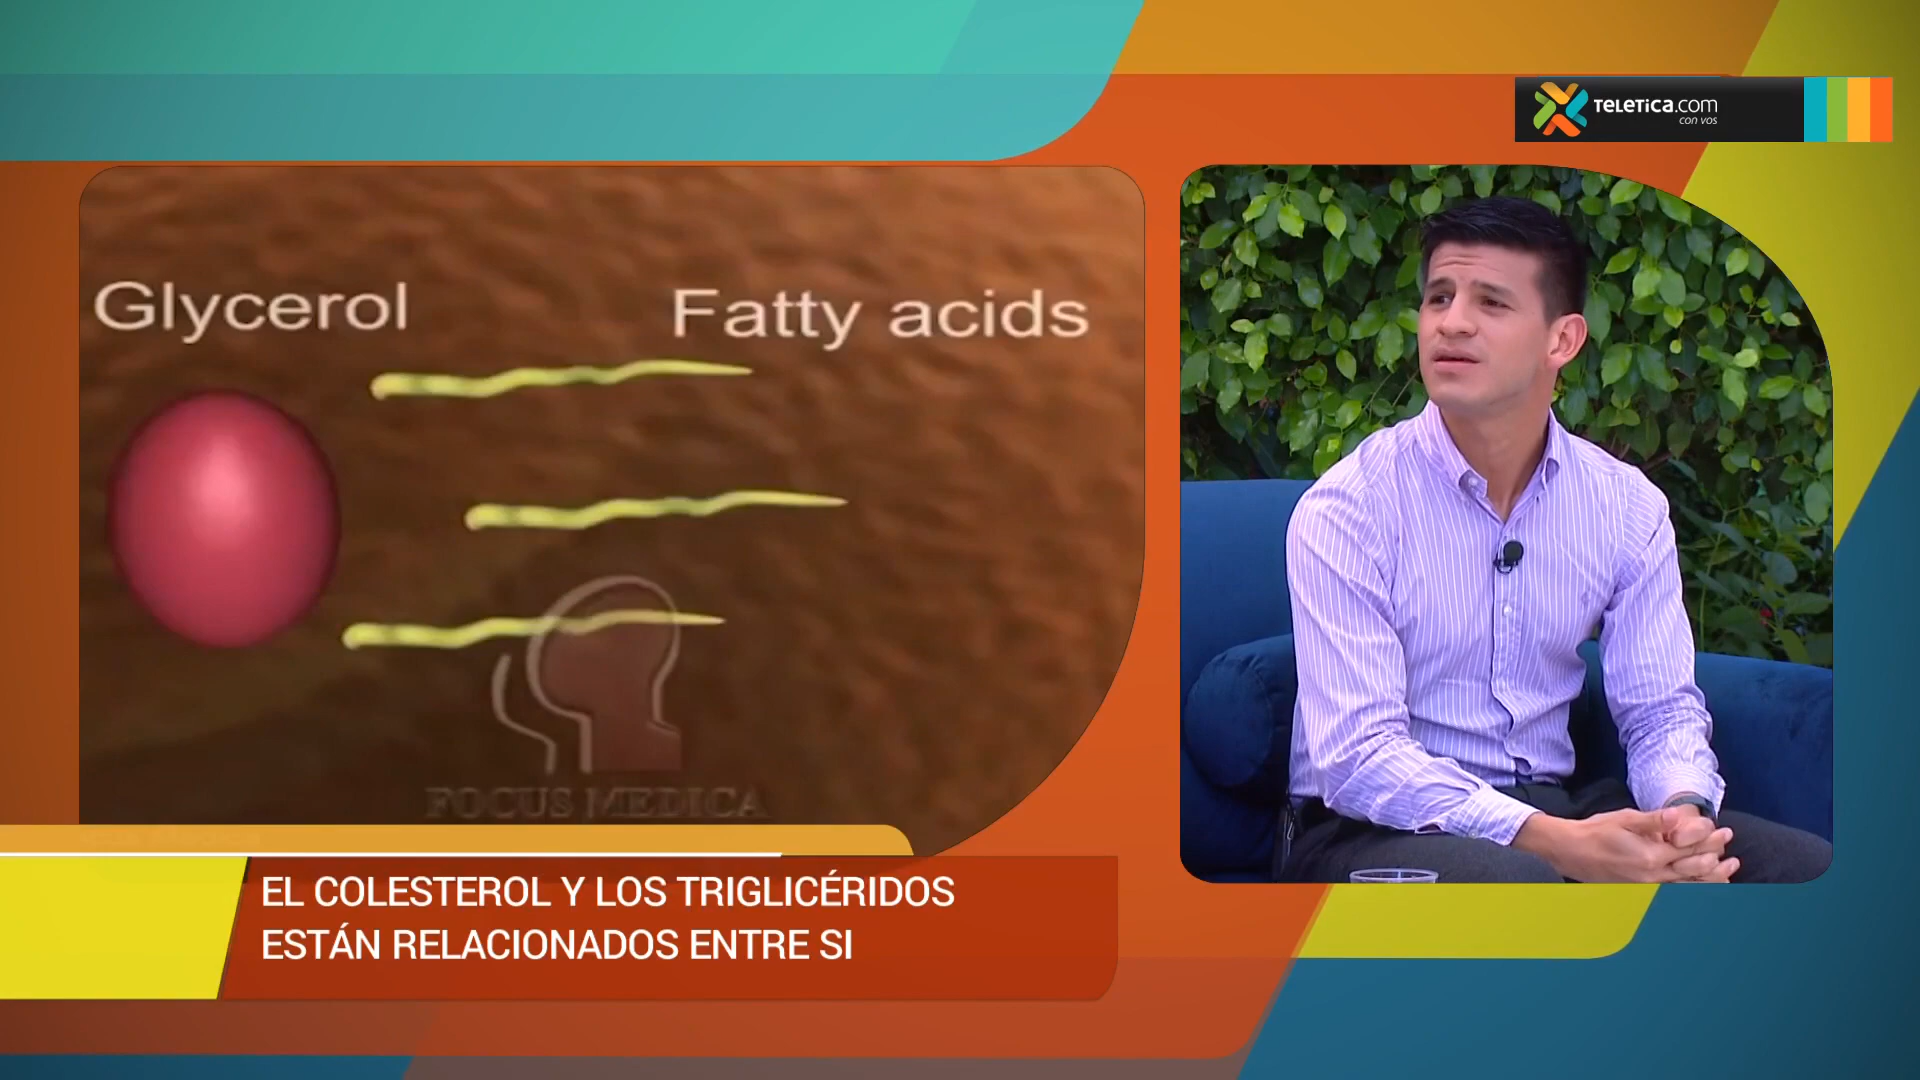 TELETICA.com
con vos
Glycerol
Fatty acids
FOCUS MEDICA
EL COLESTEROL Y LOS TRIGLICÉRIDOS
ESTÁN RELACIONADOS ENTRE SI